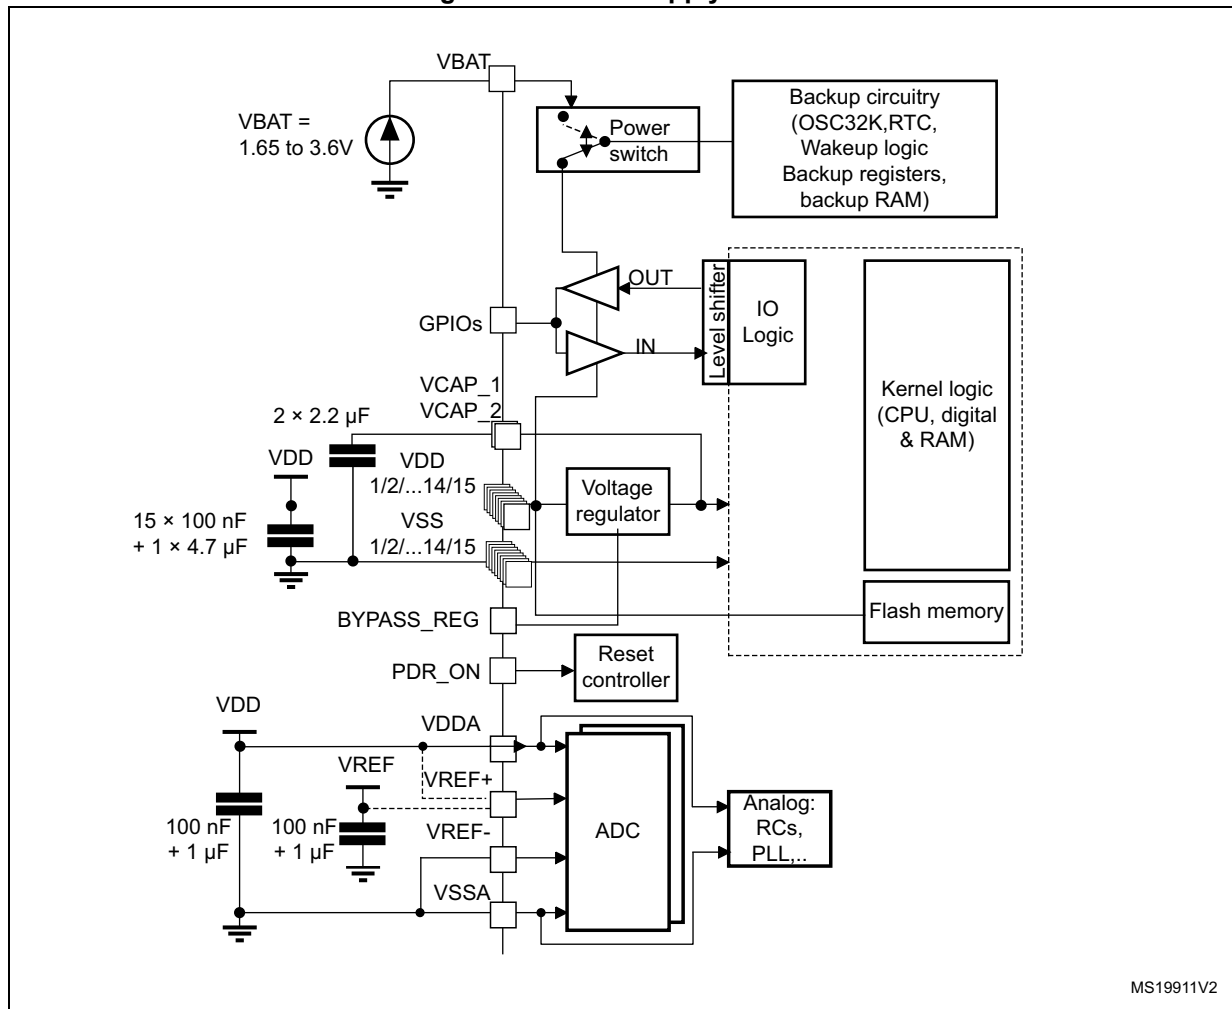 VBAT
VBAT =
1.65 to 3.6V
Power
switch
Backup circuitry
(OSC32K,RTC,
Wakeup logic
Backup registers,
backup RAM)
OUT
Level shifter
IO
Logic
GPIOs
IN
Kernel logic
(CPU, digital
& RAM)
VCAP_1
VCAP_2
2 × 2.2 μF
VDD
VDD
1/2/...14/15
Voltage
regulator
15 × 100 nF
+ 1 × 4.7 μF
VSS
1/2/...14/15
Flash memory
BYPASS_REG
PDR_ON
Reset
controller
VDD
VDDA
VREF
VREF+
100 nF
+ 1 μF
100 nF
+ 1 μF
VREF-
ADC
Analog:
RCs,
PLL,..
VSSA
MS19911V2